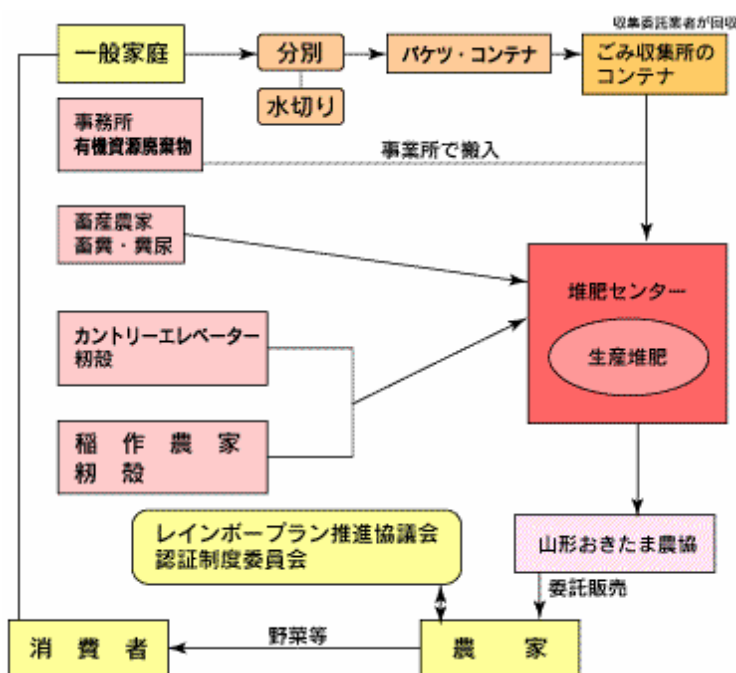 収集委託業者が回収
一般家庭
分別
バケツ・コンテナ
ごみ収集所の
コンテナ
水切り
事務所
有機資源廃棄物
事業所で搬入
畜産農家
畜糞・糞尿
堆肥センター
生産堆肥
カントリーエレベーター
籾殻
稲作農家
籾殻
レインボープラン推進協議会
認証制度委員会
山形おきたま農協
委託販売
消費者
野菜等
農家